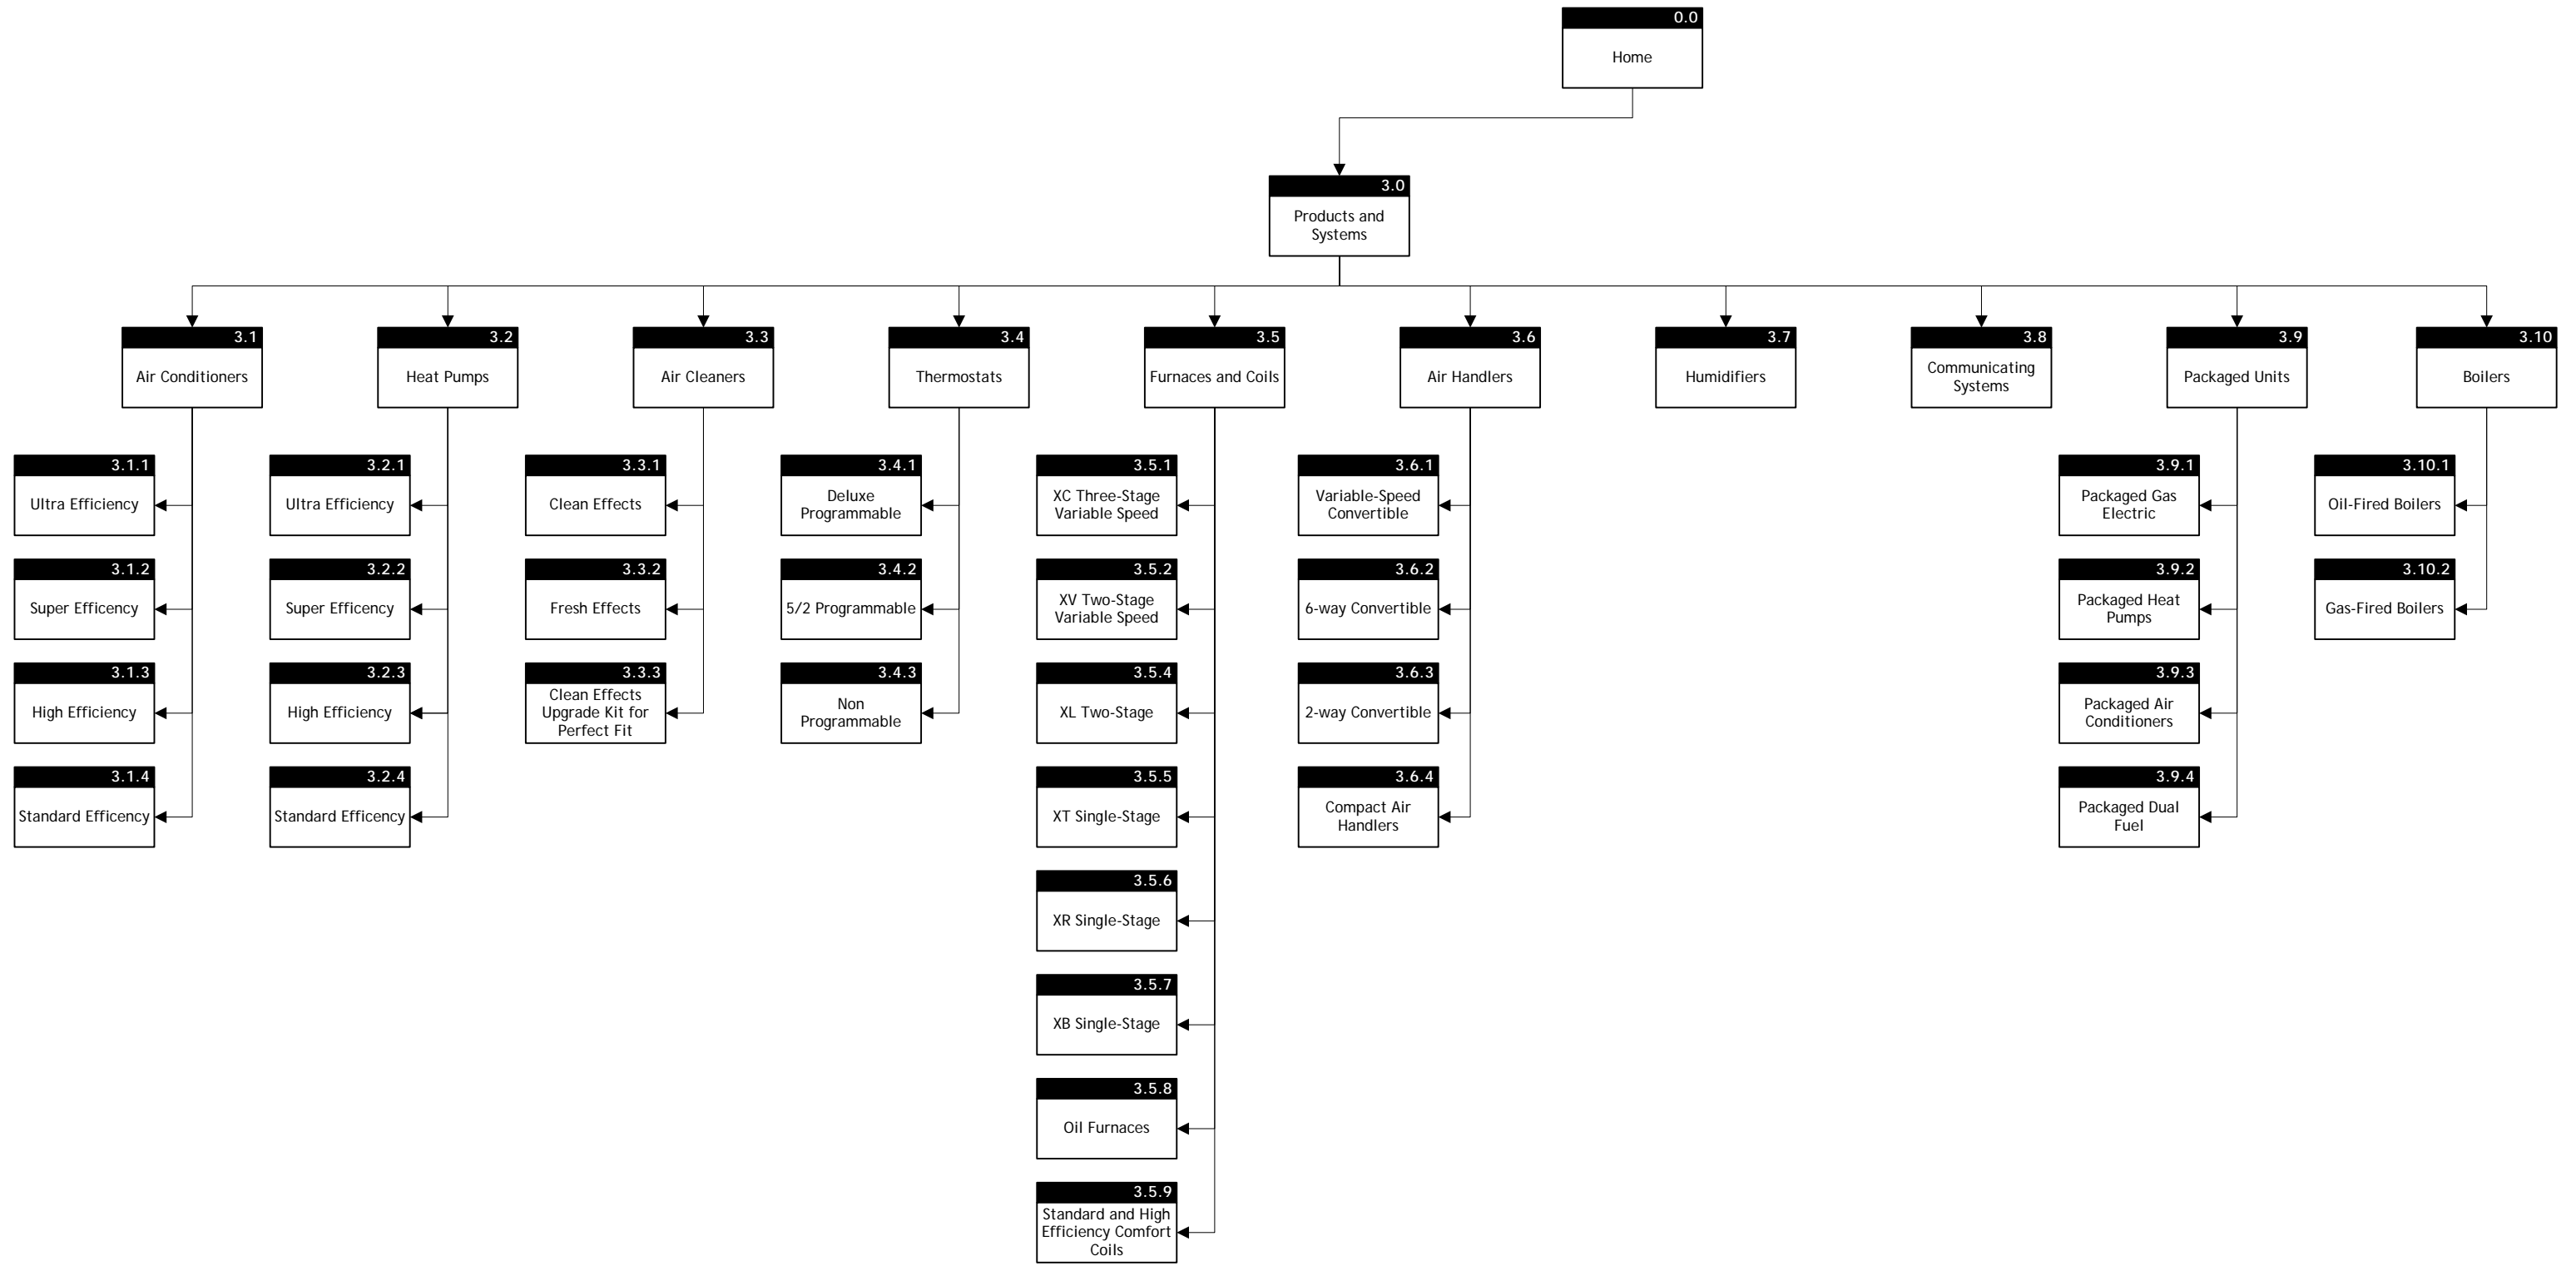 0.0
Home
3.0
Products and
Systems
3.1
Air Conditioners
3.2
Heat Pumps
3.3
Air Cleaners
3.4
Thermostats
3.5
Furnaces and Coils
3.6
Air Handlers
3.7
Humidifiers
3.8
Communicating
Systems
3.9
Packaged Units
3.10
Boilers
3.1.1
Ultra Efficiency
3.1.2
Super Efficency
3.1.3
High Efficiency
3.1.4
Standard Efficency
3.2.1
Ultra Efficiency
3.2.2
Super Efficency
3.2.3
High Efficiency
3.2.4
Standard Efficency
3.3.1
Clean Effects
3.3.2
Fresh Effects
3.3.3
Clean Effects
Upgrade Kit for
Perfect Fit
3.4.1
Deluxe
Programmable
3.4.2
5/2 Programmable
3.4.3
Non
Programmable
3.5.1
XC Three-Stage
Variable Speed
3.5.2
XV Two-Stage
Variable Speed
3.5.4
XL Two-Stage
3.5.5
XT Single-Stage
3.5.6
XR Single-Stage
3.5.7
XB Single-Stage
3.5.8
Oil Furnaces
3.5.9
Standard and High
Efficiency Comfort
Coils
3.6.1
Variable-Speed
Convertible
3.6.2
6-way Convertible
3.6.3
2-way Convertible
3.6.4
Compact Air
Handlers
3.9.1
Packaged Gas
Electric
3.9.2
Packaged Heat
Pumps
3.9.3
Packaged Air
Conditioners
3.9.4
Packaged Dual
Fuel
3.10.1
Oil-Fired Boilers
3.10.2
Gas-Fired Boilers